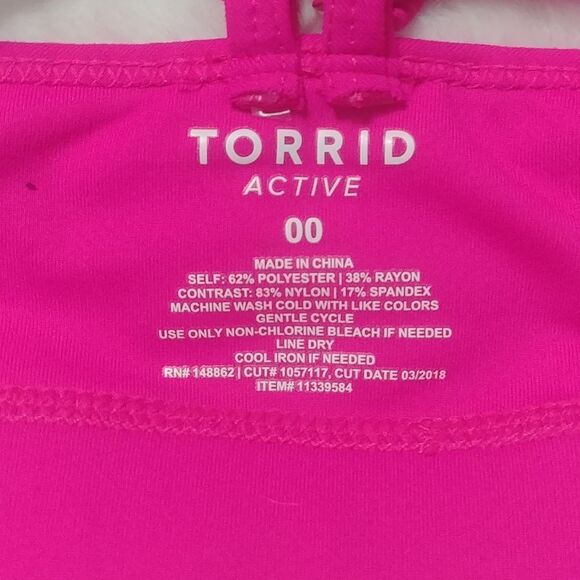 TORRID
ACTIVE
00
MADE IN CHINA
SELF: 62% POLYESTER | 38% RAYON
CONTRAST: 83% NYLON | 17% SPANDEX
MACHINE WASH COLD WITH LIKE COLORS
GENTLE CYCLE
USE ONLY NON-CHLORINE BLEACH IF NEEDED
LINE DRY
COOL IRON IF NEEDED
RN# 148862 | CUT# 1057117, CUT DATE 03/2018
ITEM# 11339584